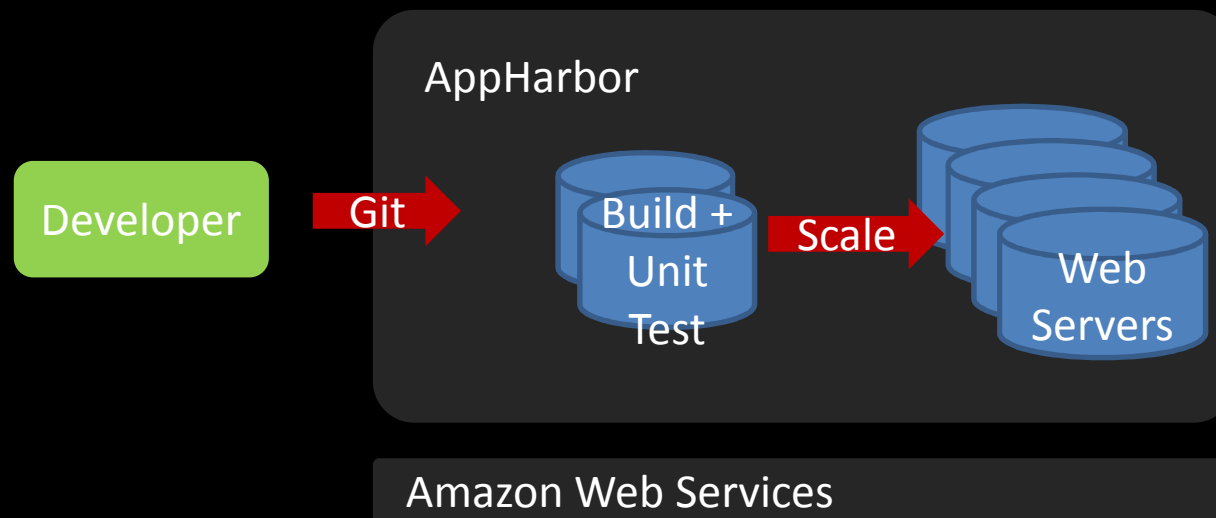 AppHarbor
Developer
Git
Build +
Unit
Test
Scale
Web
Servers
Amazon Web Services